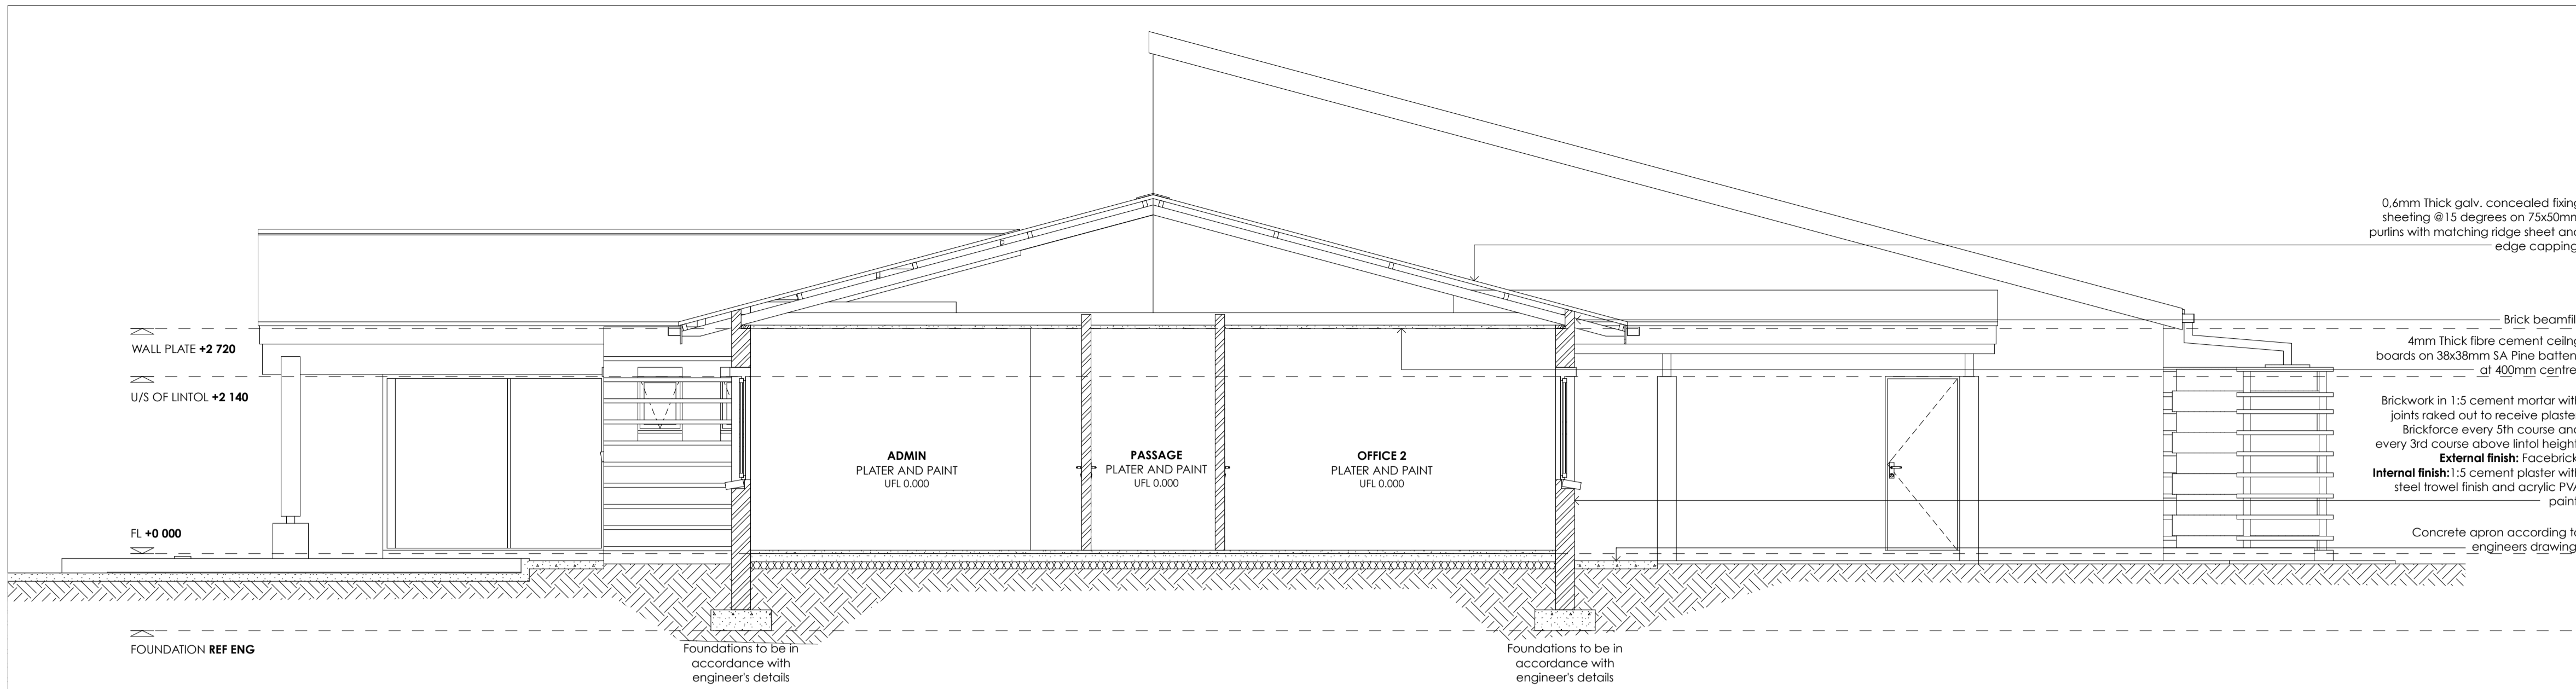 0,6mm Thick galv. concealed fixing
sheeting @15 degrees on 75x50mm
purlins with matching ridge sheet and
edge capping
Brick beamfill
WALL PLATE +2 720
4mm Thick fibre cement ceilng
boards on 38x38mm SA Pine batten
at 400mm centre
U/S OF LINTOL +2 140
Brickwork in 1:5 cement mortar with
joints raked out to receive plaster
Brickforce every 5th course and
every 3rd course above lintol height
External finish: Facebrick
Internal finish:1:5 cement plaster with
steel trowel finish and acrylic PVA
paint
ADMIN
PLATER AND PAINT
UFL 0.000
PASSAGE
PLATER AND PAINT
UFL 0.000
OFFICE 2
PLATER AND PAINT
UFL 0.000
FL +0 000
Concrete apron according to
engineers drawing
FOUNDATION REF ENG
Foundations to be in
accordance with
engineer's details
Foundations to be in
accordance with
engineer's details